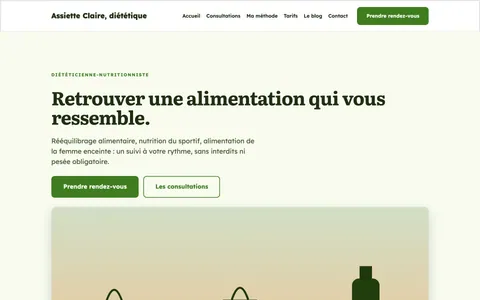 Assiette Claire, diététique
Accueil
Consultations
Ma méthode
Tarifs
Le blog
Contact
Prendre rendez-vous
DIÉTÉTICIENNE-NUTRITIONNISTE
Retrouver une alimentation qui vous
ressemble.
Rééquilibrage alimentaire, nutrition du sportif, alimentation de
la femme enceinte : un suivi à votre rythme, sans interdits ni
pesée obligatoire.
Prendre rendez-vous
Les consultations